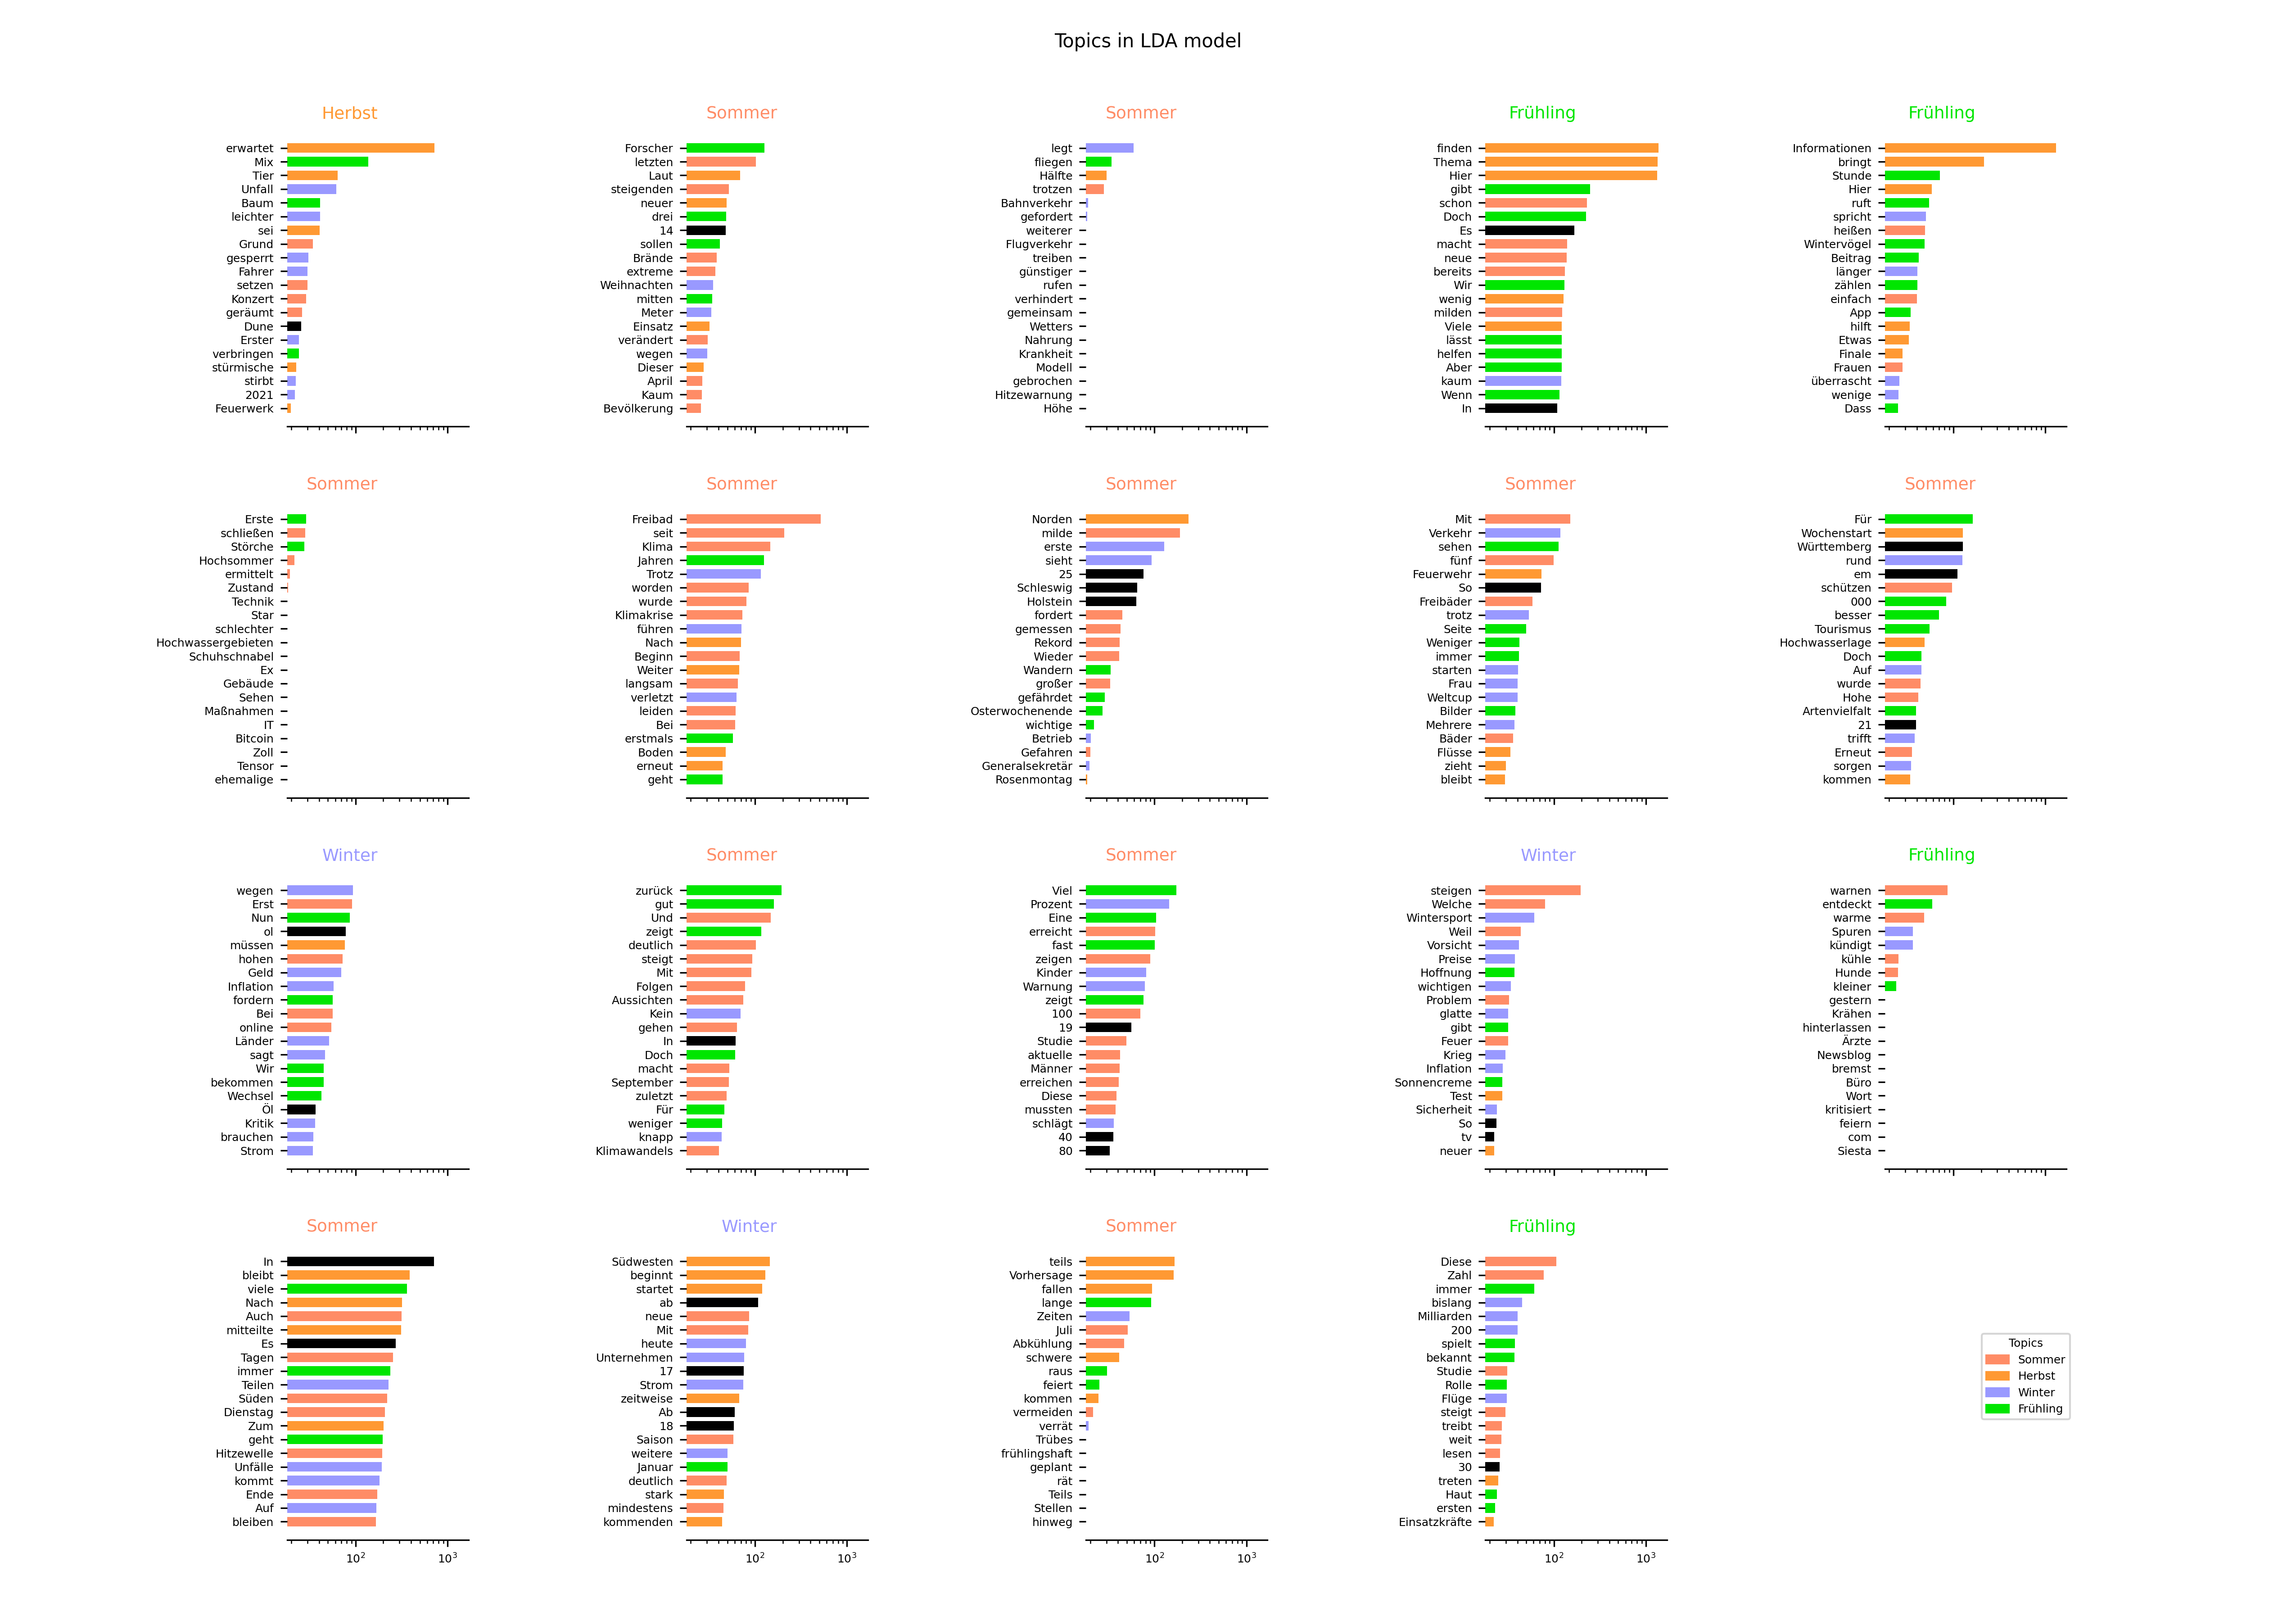 Topics in LDA model
Herbst
erwartet
Mix
Tier
Unfall
Baum
leichter
sei
Grund
gesperrt
Fahrer
setzen
Konzert
geräumt
Dune
Erster
verbringen
stürmische
stirbt
2021
Feuerwerk
Sommer
Forscher
letzten
Laut
steigenden
neuer
drei
14
sollen
Brände
extreme
Weihnachten
mitten
Meter
Einsatz
verändert
wegen
Dieser
April
Kaum
Bevölkerung
Sommer
legt
fliegen
Hälfte
trotzen
Bahnverkehr
gefordert
weiterer
Flugverkehr
treiben
günstiger
rufen
verhindert
gemeinsam
Wetters
Nahrung
Krankheit
Modell
gebrochen
Hitzewarnung
Höhe
Frühling
finden
Thema
Hier
gibt
schon
Doch
Es
macht
neue
bereits
Wir
wenig
milden
Viele
lässt
helfen
Aber
kaum
Wenn
In
Frühling
Informationen
bringt
Stunde
Hier
ruft
spricht
heißen
Wintervögel
Beitrag
länger
zählen
einfach
App
hilft
Etwas
Finale
Frauen
überrascht
wenige
Dass
Sommer
Erste
schließen
Störche
Hochsommer
ermittelt
Zustand
Technik
Star
schlechter
Hochwassergebieten
Schuhschnabel
Ex
Gebäude
Sehen
Maßnahmen
IT
Bitcoin
Zoll
Tensor
ehemalige
Sommer
Freibad
seit
Klima
Jahren
Trotz
worden
wurde
Klimakrise
führen
Nach
Beginn
Weiter
langsam
verletzt
leiden
Bei
erstmals
Boden
erneut
geht
Sommer
Norden
milde
erste
sieht
25
Schleswig
Holstein
fordert
gemessen
Rekord
Wieder
Wandern
großer
gefährdet
Osterwochenende
wichtige
Betrieb
Gefahren
Generalsekretär
Rosenmontag
Sommer
Mit
Verkehr
sehen
fünf
Feuerwehr
So
Freibäder
trotz
Seite
Weniger
immer
starten
Frau
Weltcup
Bilder
Mehrere
Bäder
Flüsse
zieht
bleibt
Sommer
Für
Wochenstart
Württemberg
rund
em
schützen
000
besser
Tourismus
Hochwasserlage
Doch
Auf
wurde
Hohe
Artenvielfalt
21
trifft
Erneut
sorgen
kommen
Winter
wegen
Erst
Nun
ol
müssen
hohen
Geld
Inflation
fordern
Bei
online
Länder
sagt
Wir
bekommen
Wechsel
Öl
Kritik
brauchen
Strom
Sommer
zurück
gut
Und
zeigt
deutlich
steigt
Mit
Folgen
Aussichten
Kein
gehen
In
Doch
macht
September
zuletzt
Für
weniger
knapp
Klimawandels
Sommer
Viel
Prozent
Eine
erreicht
fast
zeigen
Kinder
Warnung
zeigt
100
19
Studie
aktuelle
Männer
erreichen
Diese
mussten
schlägt
40
80
Winter
steigen
Welche
Wintersport
Weil
Vorsicht
Preise
Hoffnung
wichtigen
Problem
glatte
gibt
Feuer
Krieg
Inflation
Sonnencreme
Test
Sicherheit
So
tv
neuer
Frühling
warnen
entdeckt
warme
Spuren
kündigt
kühle
Hunde
kleiner
gestern
Krähen
hinterlassen
Ärzte
Newsblog
bremst
Büro
Wort
kritisiert
feiern
com
Siesta
Sommer
In
bleibt
viele
Nach
Auch
mitteilte
Es
Tagen
immer
Teilen
Süden
Dienstag
Zum
geht
Hitzewelle
Unfälle
kommt
Ende
Auf
bleiben
10² 10³
Winter
Südwesten
beginnt
startet
ab
neue
Mit
heute
Unternehmen
17
Strom
zeitweise
Ab
18
Saison
weitere
Januar
deutlich
stark
mindestens
kommenden
10² 10³
Sommer
teils
Vorhersage
fallen
lange
Zeiten
Juli
Abkühlung
schwere
raus
feiert
kommen
vermeiden
verrät
Trübes
frühlingshaft
geplant
rät
Teils
Stellen
hinweg
10² 10³
Frühling
Diese
Zahl
immer
bislang
Milliarden
200
spielt
bekannt
Studie
Rolle
Flüge
steigt
treibt
weit
lesen
30
treten
Haut
ersten
Einsatzkräfte
10² 10³
Topics
Sommer
Herbst
Winter
Frühling